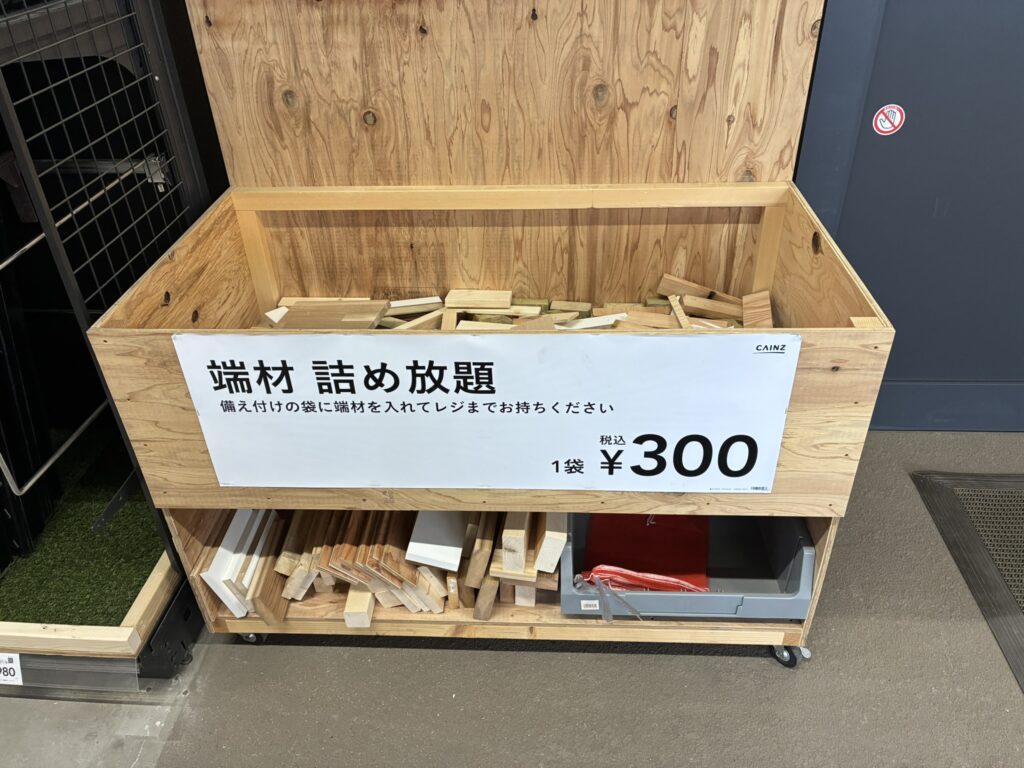 CAINZ
端材 詰め放題
備え付けの袋に端材を入れてレジまでお持ちください
税込
1袋 ¥300
980